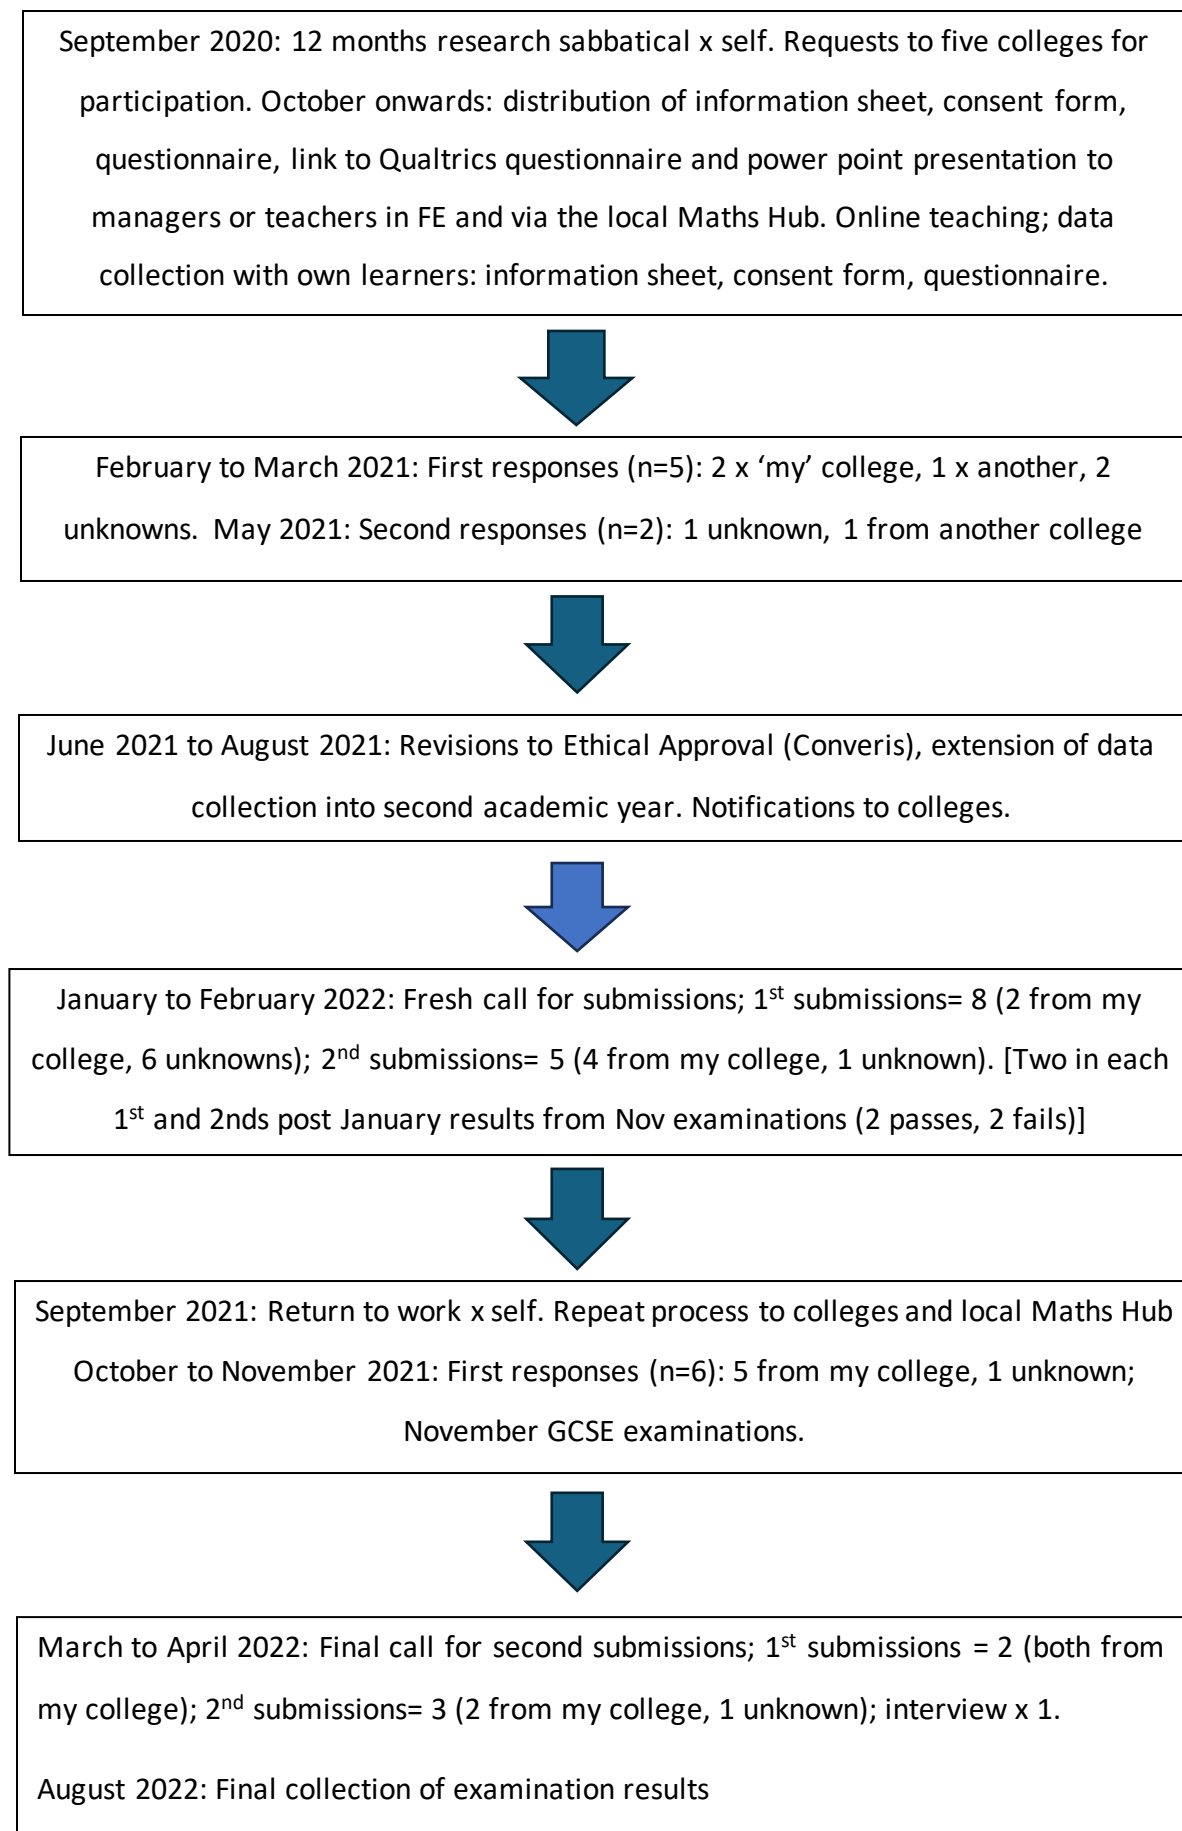 September 2020: 12 months research sabbatical x self. Requests to five colleges for
participation. October onwards: distribution of information sheet, consent form,
questionnaire, link to Qualtrics questionnaire and power point presentation to
managers or teachers in FE and via the local Maths Hub. Online teaching; data
collection with own learners: information sheet, consent form, questionnaire.
February to March 2021: First responses (n=5): 2 x ‘my’ college, 1 x another, 2
unknowns. May 2021: Second responses (n=2): 1 unknown, 1 from another college
June 2021 to August 2021: Revisions to Ethical Approval (Converis), extension of data
collection into second academic year. Notifications to colleges.
January to February 2022: Fresh call for submissions; 1st submissions= 8 (2 from my
college, 6 unknowns); 2nd submissions= 5 (4 from my college, 1 unknown). [Two in each
1st and 2nds post January results from Nov examinations (2 passes, 2 fails)]
September 2021: Return to work x self. Repeat process to colleges and local Maths Hub
October to November 2021: First responses (n=6): 5 from my college, 1 unknown;
November GCSE examinations.
March to April 2022: Final call for second submissions; 1st submissions = 2 (both from
my college); 2nd submissions= 3 (2 from my college, 1 unknown); interview x 1.
August 2022: Final collection of examination results